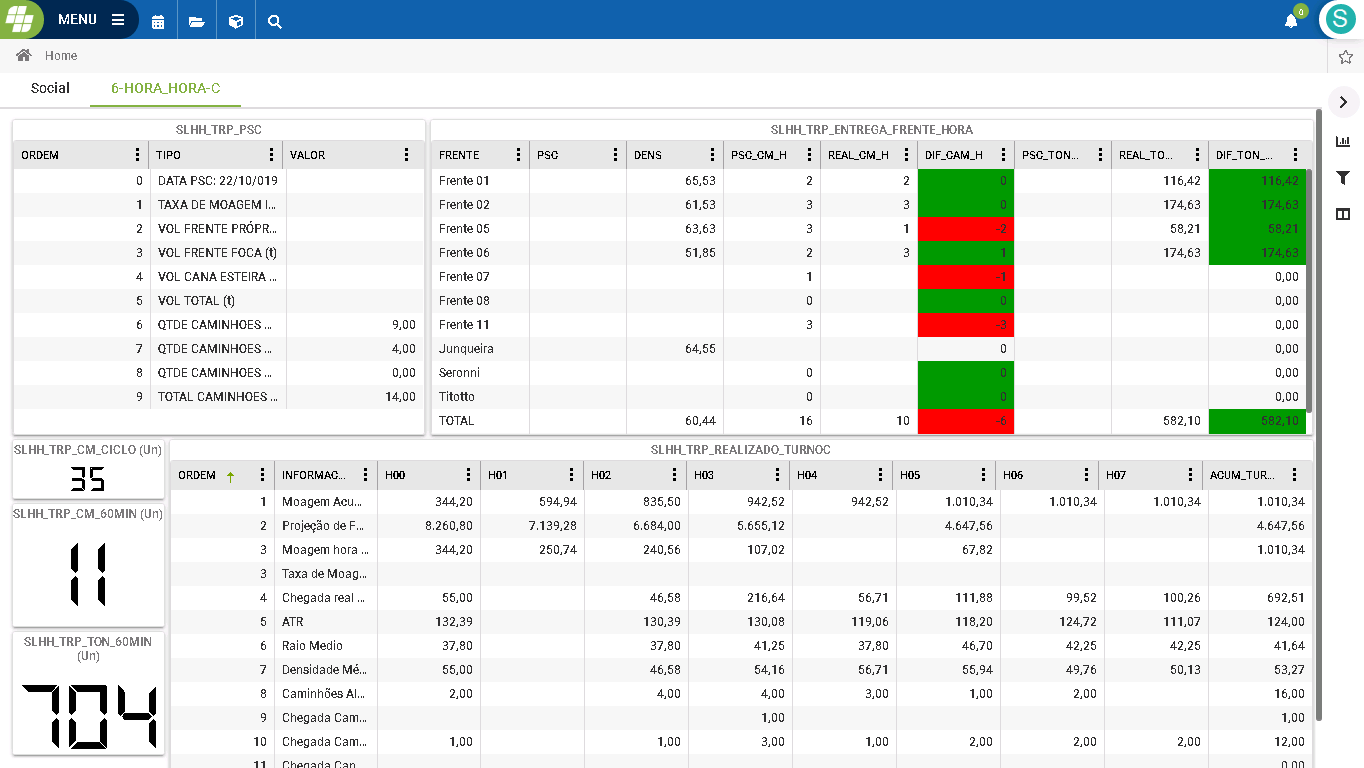 MENU
0
S
Home
Social 6-HORA_HORA-C
SLHH_TRP_PSC
ORDEM TIPO VALOR
0 DATA PSC: 22/10/019
1 TAXA DE MOAGEM I...
2 VOL FRENTE PRÓPR...
3 VOL FRENTE FOCA (t)
4 VOL CANA ESTEIRA ...
5 VOL TOTAL (t)
6 QTDE CAMINHOES ... 9,00
7 QTDE CAMINHOES ... 4,00
8 QTDE CAMINHOES ... 0,00
9 TOTAL CAMINHOES ... 14,00
SLHH_TRP_ENTREGA_FRENTE_HORA
FRENTE PSC DENS PSC_CM_H REAL_CM_H DIF_CAM_H PSC_TON... REAL_TO... DIF_TON_...
Frente 01 65,53 2 2 0 116,42 116,42
Frente 02 61,53 3 3 0 174,63 174,63
Frente 05 63,63 3 1 -2 58,21 58,21
Frente 06 51,85 2 3 1 174,63 174,63
Frente 07 1 -1 0,00
Frente 08 0 0 0,00
Frente 11 3 -3 0,00
Junqueira 64,55 0 0,00
Seronni 0 0 0,00
Titotto 0 0 0,00
TOTAL 60,44 16 10 -6 582,10 582,10
SLHH_TRP_CM_CICLO (Un)
35
SLHH_TRP_CM_60MIN (Un)
11
SLHH_TRP_TON_60MIN
(Un)
704
SLHH_TRP_REALIZADO_TURNOC
ORDEM INFORMAC... H00 H01 H02 H03 H04 H05 H06 H07 ACUM_TUR...
1 Moagem Acu... 344,20 594,94 835,50 942,52 942,52 1.010,34 1.010,34 1.010,34 1.010,34
2 Projeção de F... 8.260,80 7.139,28 6.684,00 5.655,12 4.647,56 4.647,56
3 Moagem hora ... 344,20 250,74 240,56 107,02 67,82 1.010,34
3 Taxa de Moag...
4 Chegada real ... 55,00 46,58 216,64 56,71 111,88 99,52 100,26 692,51
5 ATR 132,39 130,39 130,08 119,06 118,20 124,72 111,07 124,00
6 Raio Medio 37,80 37,80 41,25 37,80 46,70 42,25 42,25 41,64
7 Densidade Mé... 55,00 46,58 54,16 56,71 55,94 49,76 50,13 53,27
8 Caminhões Al... 2,00 4,00 4,00 3,00 1,00 2,00 16,00
9 Chegada Cam... 1,00 1,00
10 Chegada Cam... 1,00 1,00 3,00 1,00 2,00 2,00 2,00 12,00
11 Chegada Can... 0,00